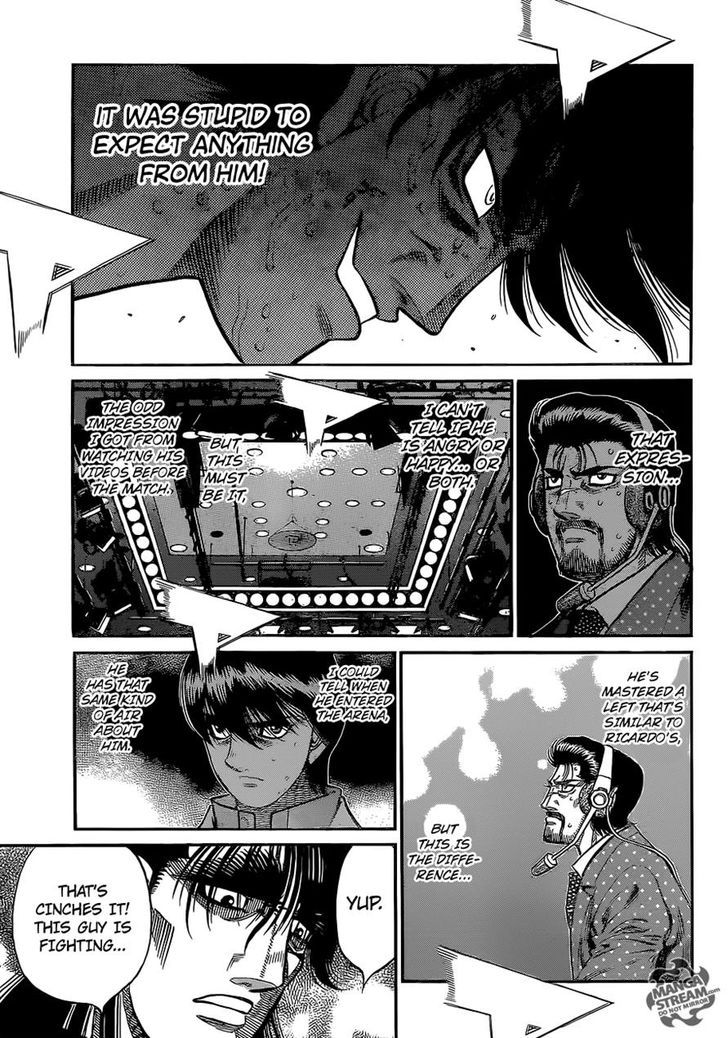 IT WAS STUPID TO
EXPECT ANYTHING
FROM HIM!
THAT
EXPRES-
SION...
I CAN'T
TELL IF HE
IS ANGRY OR
HAPPY... OR
BOTH.
BUT
THIS
MUST
BE IT.
THE ODD
IMPRESSION
I GOT FROM
WATCHING HIS
VIDEOS BEFORE
THE MATCH.
HE'S
MASTERED A
LEFT THAT'S
SIMILAR TO
RICARDO'S,
BUT
THIS IS
THE DIFFE-
RENCE...
I COULD
TELL WHEN
HE ENTERED
THE ARENA,
HE
HAS THAT
SAME KIND
OF AIR
ABOUT
HIM.
YUP.
THAT'S
CINCHES IT!
THIS GUY IS
FIGHTING...
MANGA
STREAM.com
DO NOT MIRROR